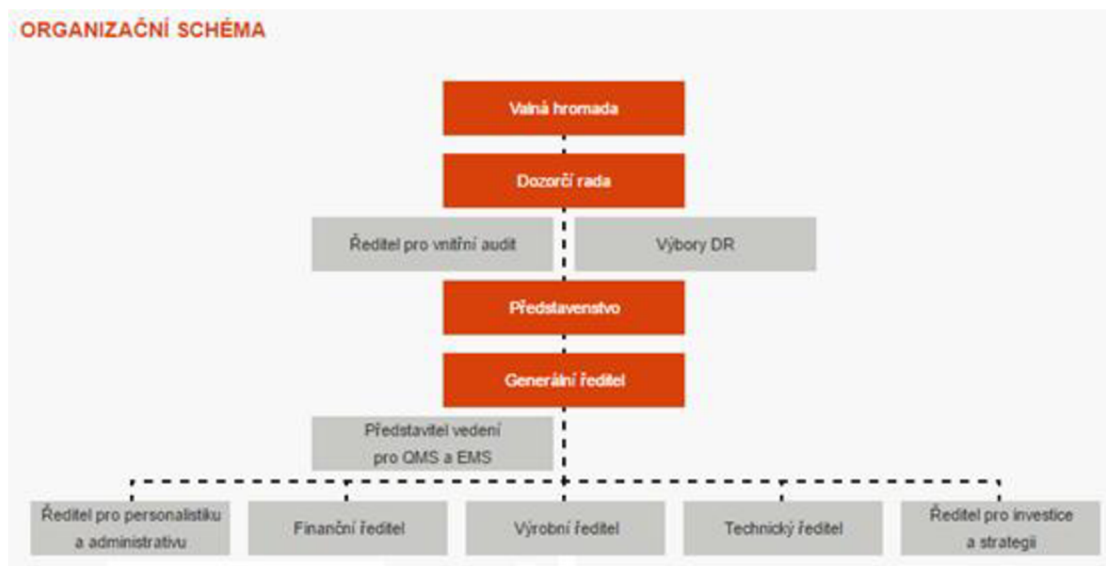 ORGANIZAČNÍ SCHÉMA
Valná hromada
Dozorčí rada
Ředitel pro vnitřní audit
Výbory DR
Představenstvo
Generální ředitel
Představitel vedení
pro QMS a EMS
Ředitel pro personalistiku
a administrativu
Finanční ředitel
Výrobní ředitel
Technický ředitel
Ředitel pro investice
a strategii